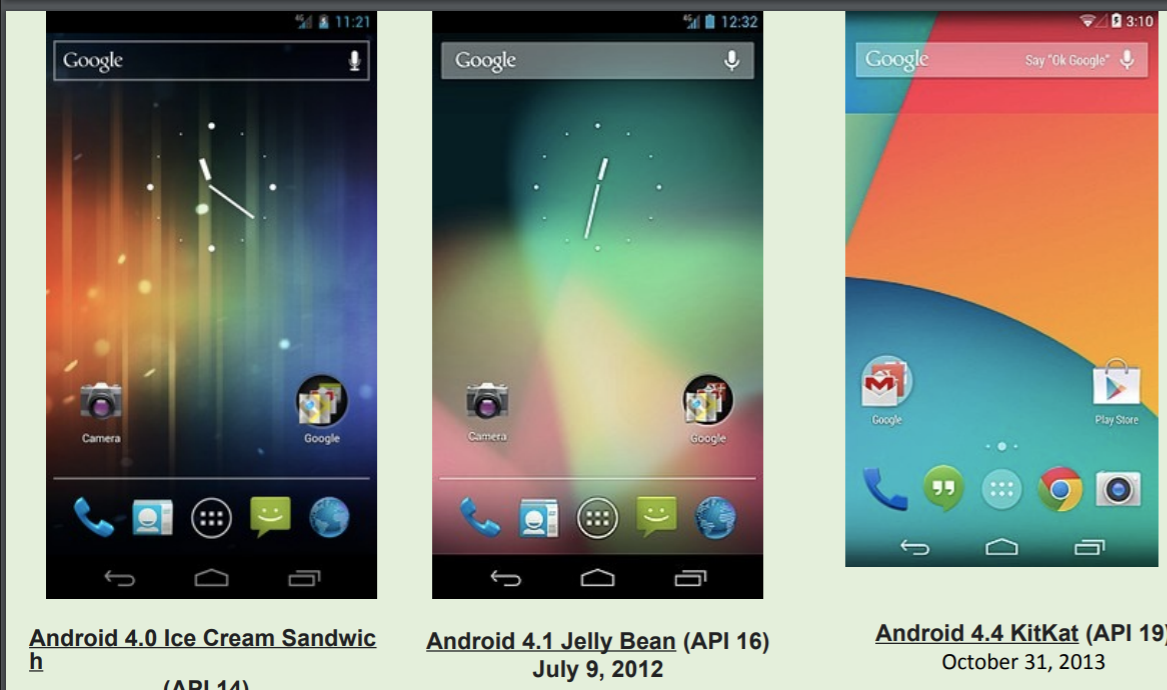 11:21
Google
Camera
Google
Android 4.0 Ice Cream Sandwic
h
(API 14)
12:32
Google
Camera
Google
Android 4.1 Jelly Bean (API 16)
July 9, 2012
3:10
Google Say "Ok Google"
Google
Play Store
Android 4.4 KitKat (API 19)
October 31, 2013